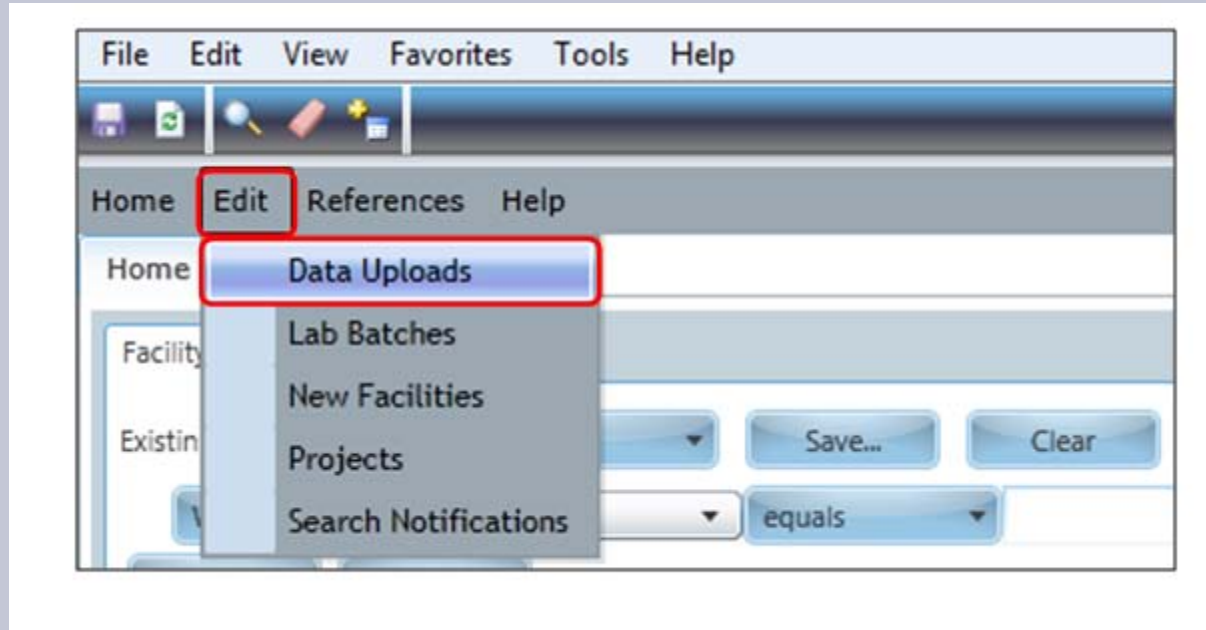 File Edit View Favorites Tools Help
Home Edit References Help
Home
Data Uploads
Lab Batches
New Facilities
Projects
Search Notifications
Facility
Save... Clear
equals